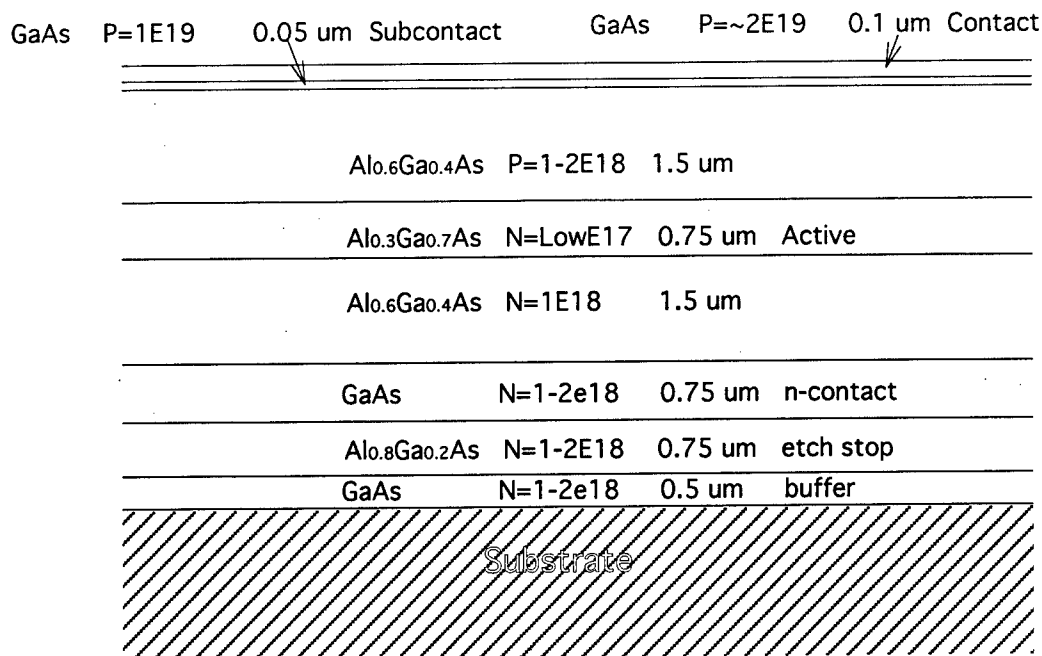 GaAs P=1E19 0.05 um Subcontact GaAs P=~2E19 0.1 um Contact
Al0.6Ga0.4As P=1-2E18 1.5 um
Al0.3Ga0.7As N=LowE17 0.75 um Active
Al0.6Ga0.4As N=1E18 1.5 um
GaAs N=1-2e18 0.75 um n-contact
Al0.8Ga0.2As N=1-2E18 0.75 um etch stop
GaAs N=1-2e18 0.5 um buffer
Substrate